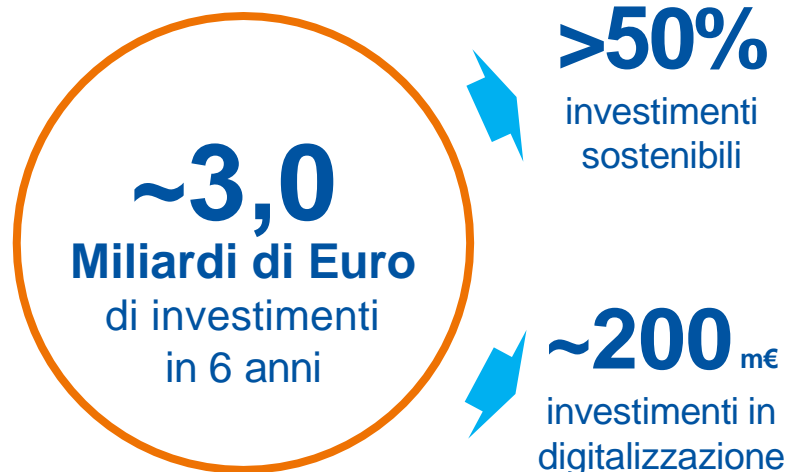 ~3,0
Miliardi di Euro
di investimenti
in 6 anni
>50%
investimenti
sostenibili
~200 m€
investimenti in
digitalizzazione